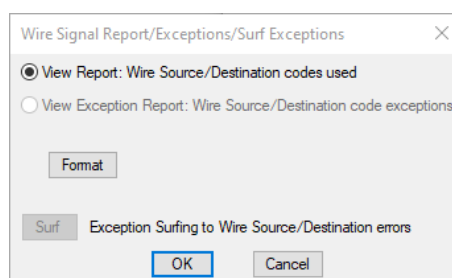 Wire Signal Report/Exceptions/Surf Exceptions
View Report: Wire Source/Destination codes used
View Exception Report: Wire Source/Destination code exceptions
Format
Surf Exception Surfing to Wire Source/Destination errors
OK Cancel